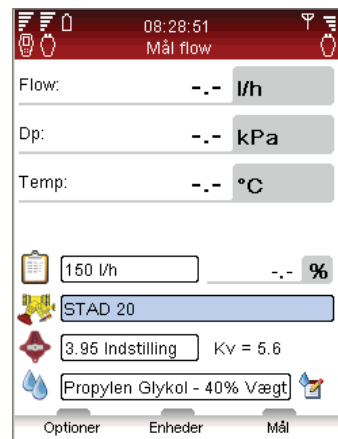 08:28:51
Mål flow
Flow: -.- l/h
Dp: -.- kPa
Temp: -.- °C
150 l/h -.- %
STAD 20
3.95 Indstilling Kv = 5.6
Propylen Glykol - 40% Vægt
Optioner Enheder Mål